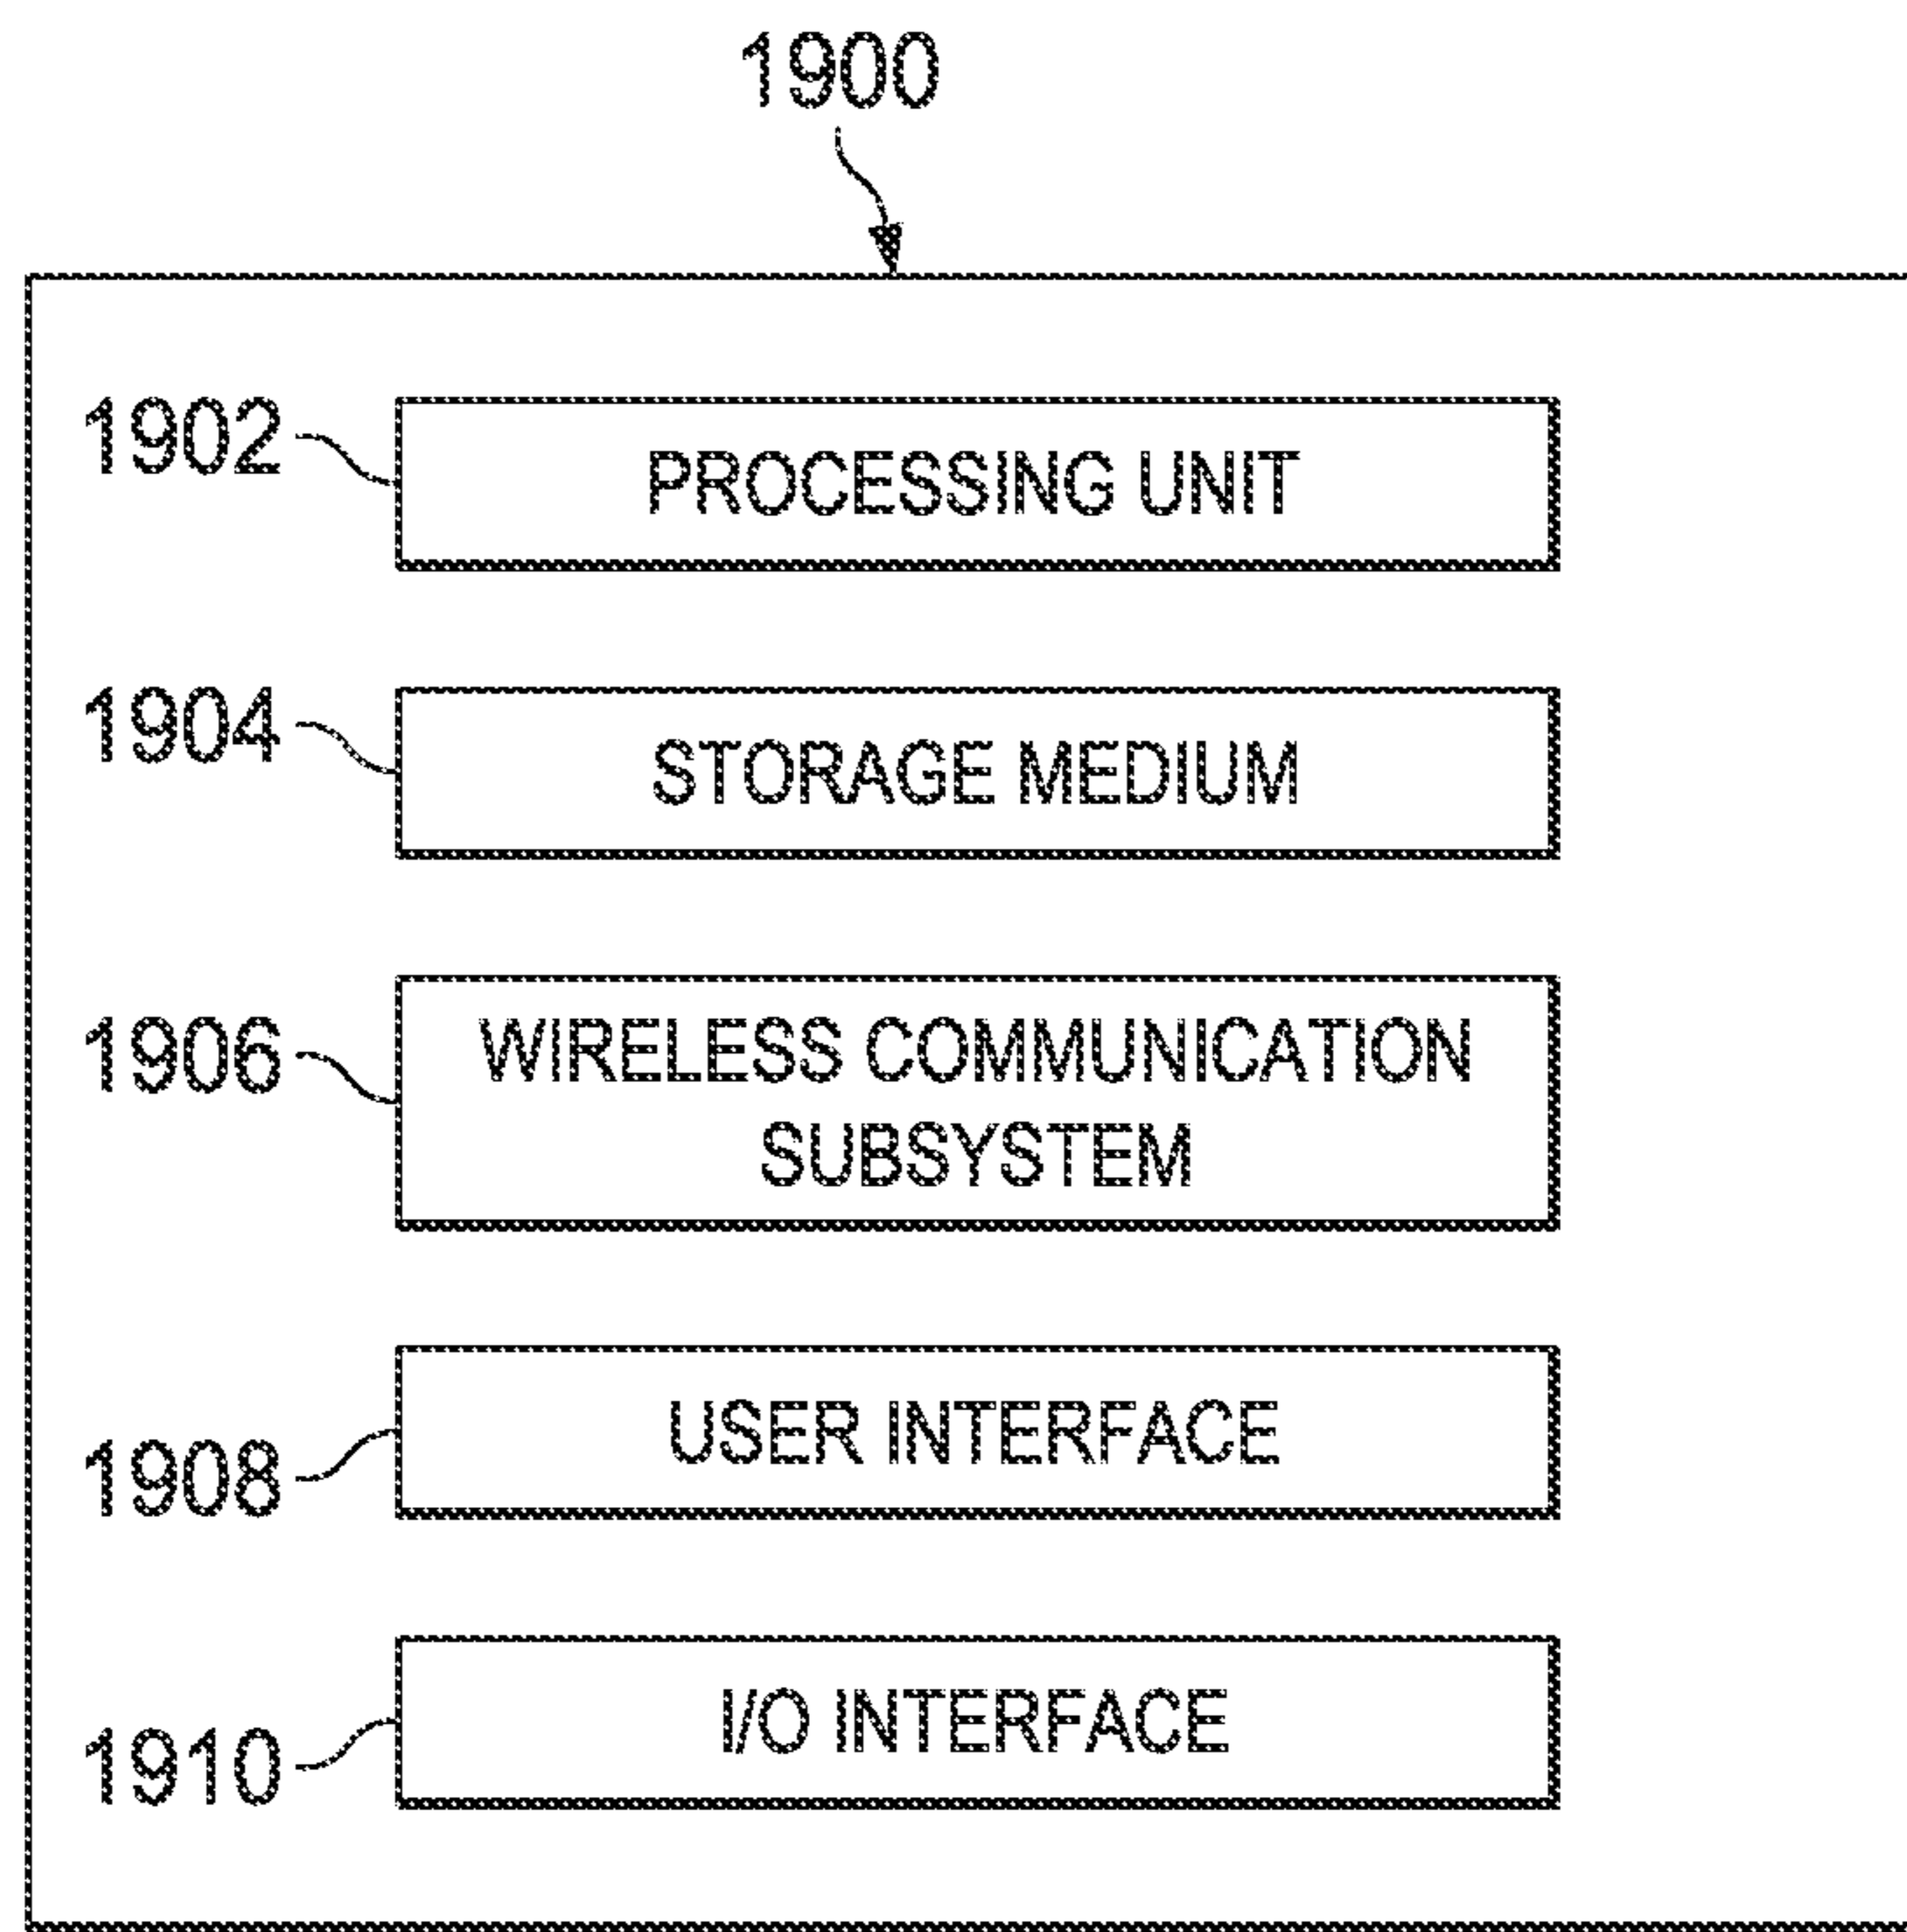 1900
1902
PROCESSING UNIT
1904
STORAGE MEDIUM
1906
WIRELESS COMMUNICATION
SUBSYSTEM
1908
USER INTERFACE
1910
I/O INTERFACE